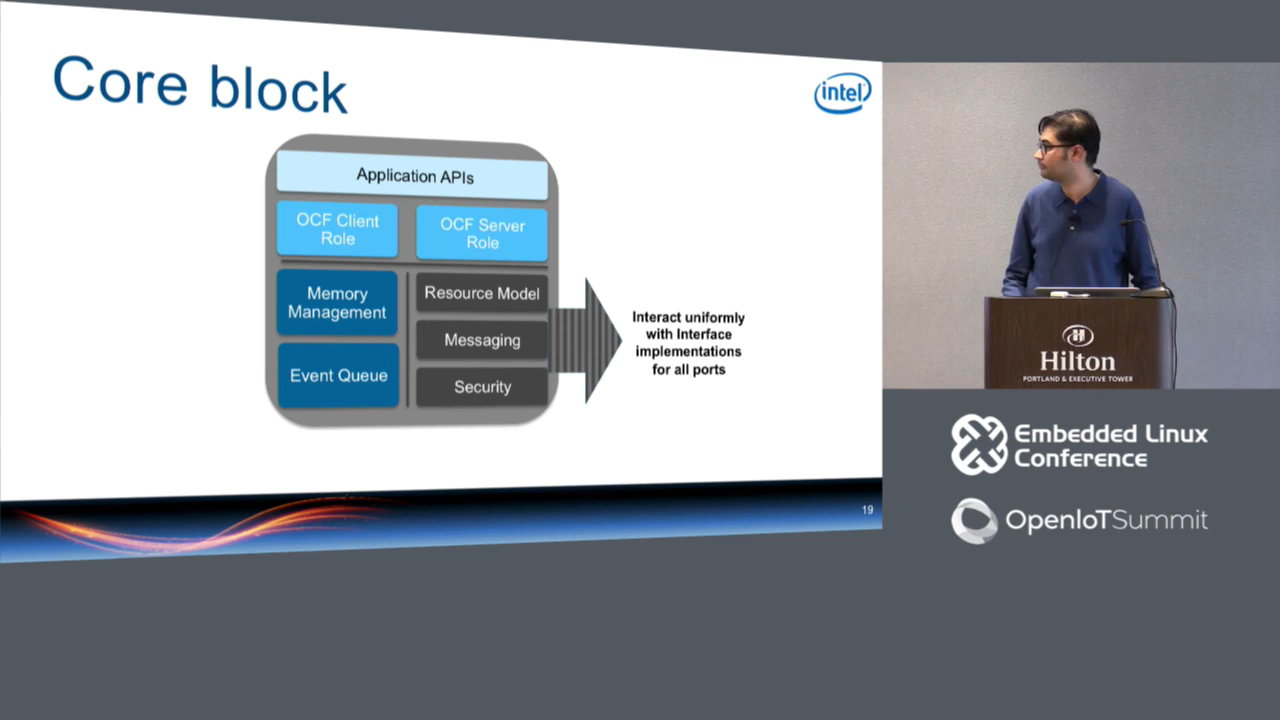 Core block
intel
Application APIs
OCF Client
Role
OCF Server
Role
Memory
Management
Event Queue
Resource Model
Messaging
Security
Interact uniformly
with Interface
implementations
for all ports
19
Hilton
PORTLAND & EXECUTIVE TOWER
Embedded Linux
Conference
OpenIoTSummit